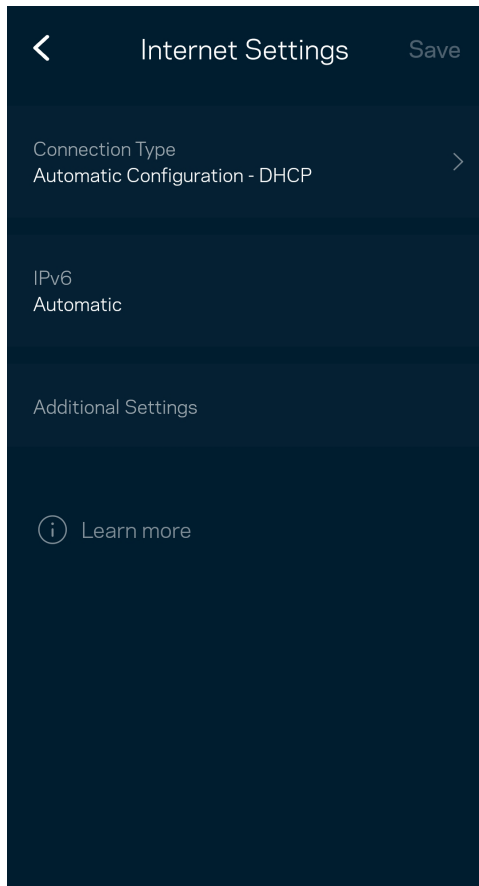 Internet Settings Save
Connection Type
Automatic Configuration - DHCP
IPv6
Automatic
Additional Settings
Learn more